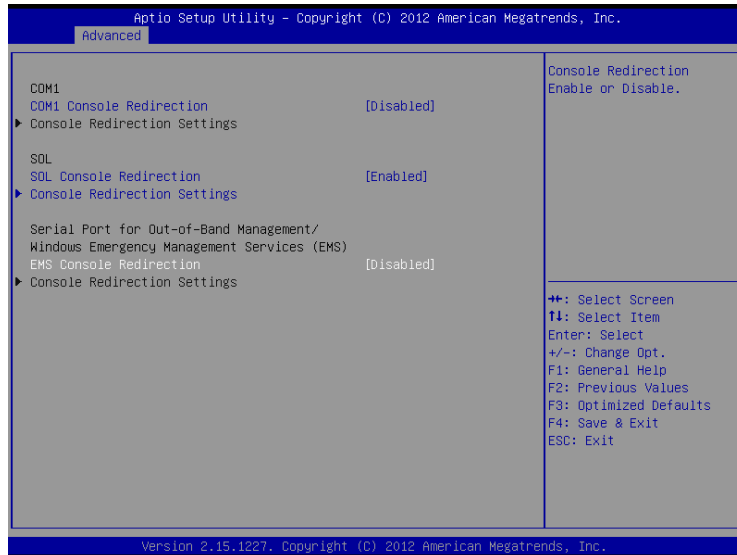 Aptio Setup Utility – Copyright (C) 2012 American Megatrends, Inc.
Advanced
COM1
COM1 Console Redirection [Disabled]
▶ Console Redirection Settings
SOL
SOL Console Redirection [Enabled]
▶ Console Redirection Settings
Serial Port for Out-of-Band Management/
Windows Emergency Management Services (EMS)
EMS Console Redirection [Disabled]
▶ Console Redirection Settings
Console Redirection
Enable or Disable.
→←: Select Screen
↑↓: Select Item
Enter: Select
+/-: Change Opt.
F1: General Help
F2: Previous Values
F3: Optimized Defaults
F4: Save & Exit
ESC: Exit
Version 2.15.1227. Copyright (C) 2012 American Megatrends, Inc.